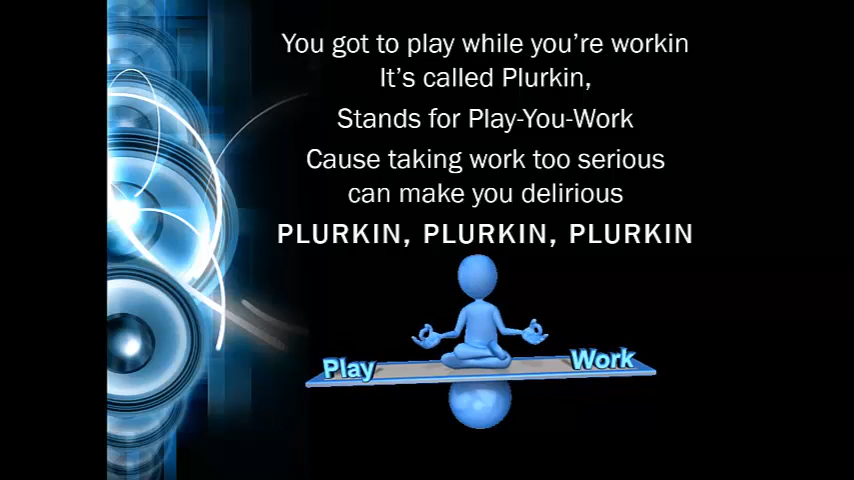 You got to play while you’re workin
It’s called Plurkin,
Stands for Play-You-Work
Cause taking work too serious
can make you delirious
PLURKIN, PLURKIN, PLURKIN
Play
Work